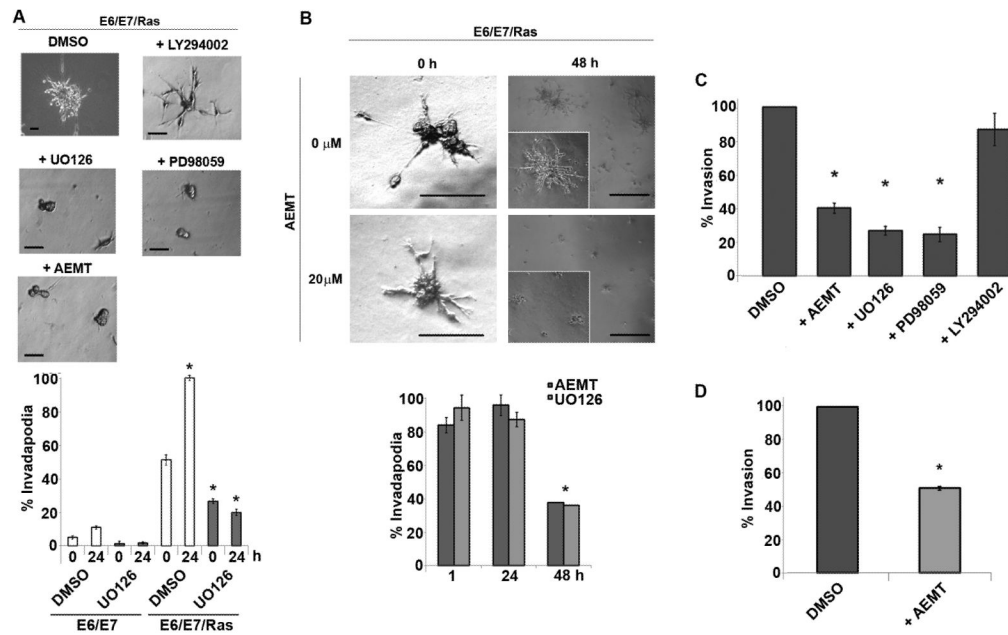 A
E6/E7/Ras
DMSO
+ LY294002
+ UO126
+ PD98059
+ AEMT
% Invadapodia
100
80
60
40
20
0
*
*
*
0 24 0 24 h
0 24 0 24 h
DMSO
UO126
DMSO
UO126
E6/E7
E6/E7/Ras
B
E6/E7/Ras
0 h
48 h
AEMT
0 μM
20μM
AEMT
UO126
% Invadapodia
100
80
60
40
20
0
*
1
24
48 h
C
% Invasion
100
80
60
40
20
0
*
*
*
DMSO
+ AEMT
+ UO126
+ PD98059
+ LY294002
D
% Invasion
100
80
60
40
20
0
*
DMSO
+ AEMT